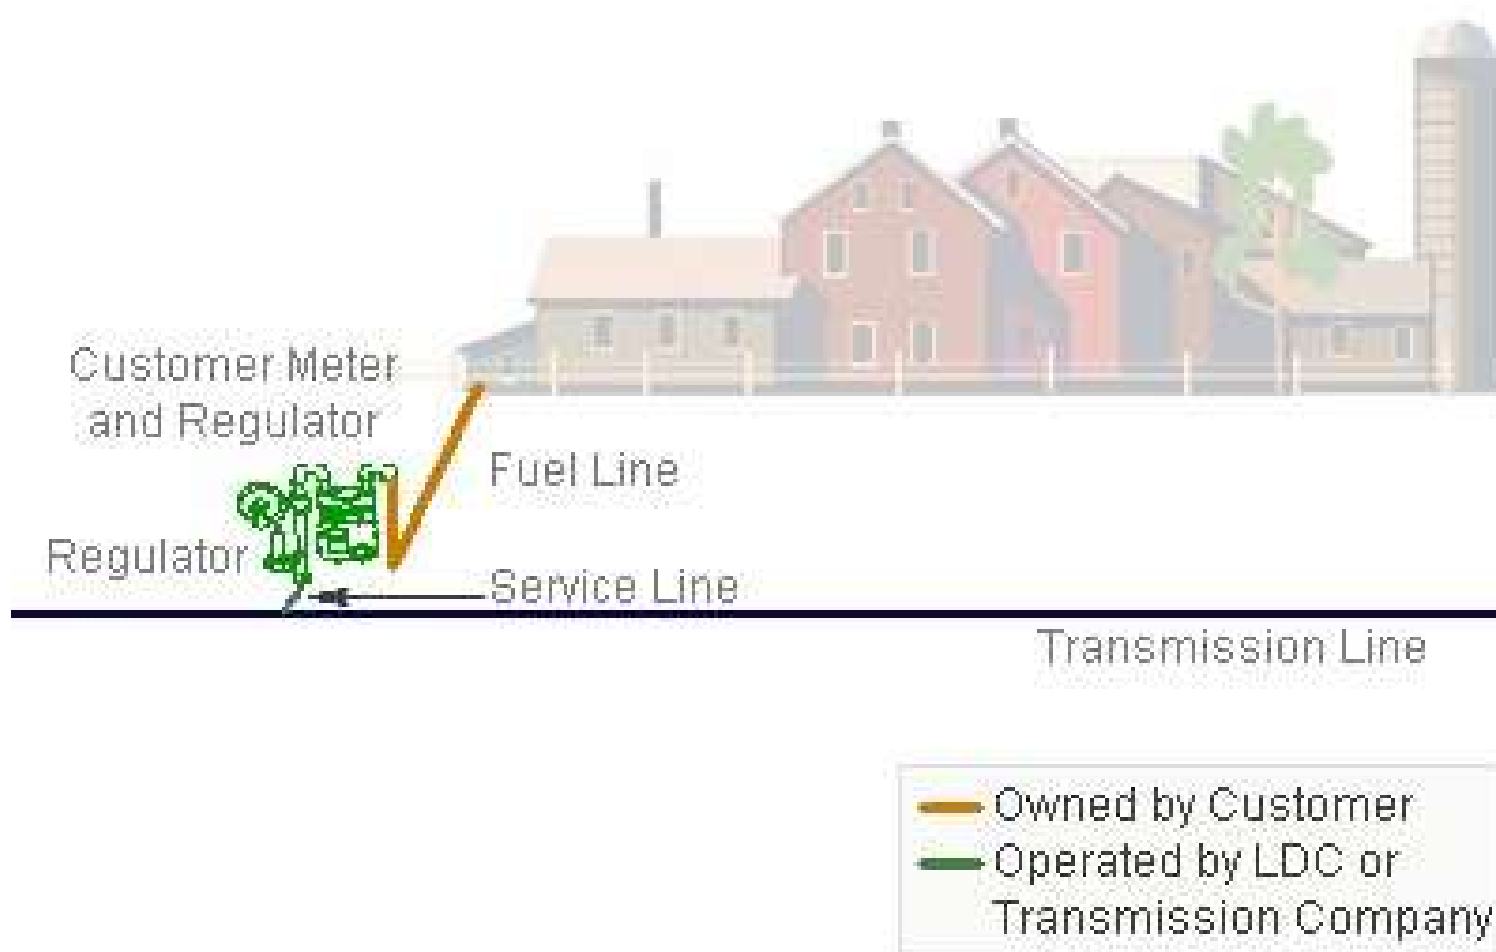 Customer Meter
and Regulator
Fuel Line
Regulator
Service Line
Transmission Line
Owned by Customer
Operated by LDC or
Transmission Company